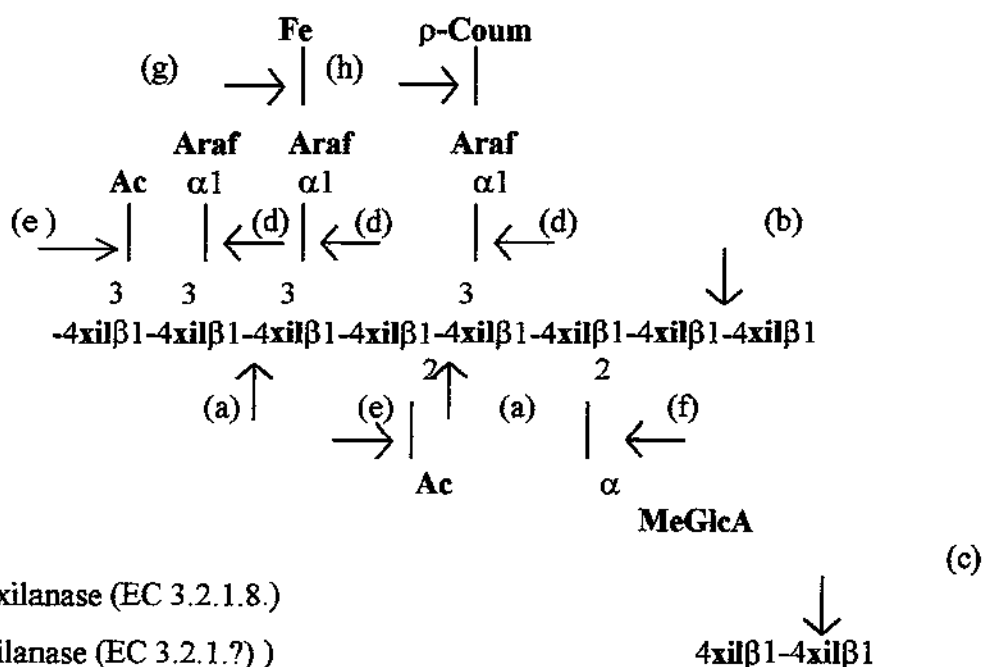 Fe ρ-Coum
(g) (h)
Araf Araf Araf
Ac α1 α1 α1
(e ) (d) (d) (d) (b)
3 3 3 3
-4xilβ1-4xilβ1-4xilβ1-4xilβ1-4xilβ1-4xilβ1-4xilβ1-4xilβ1
2 2
(a) (e) (a) (f)
Ac α
MeGlcA
(c)
xilanase (EC 3.2.1.8.)
ilanase (EC 3.2.1.?) ) 4xilβ1-4xilβ1